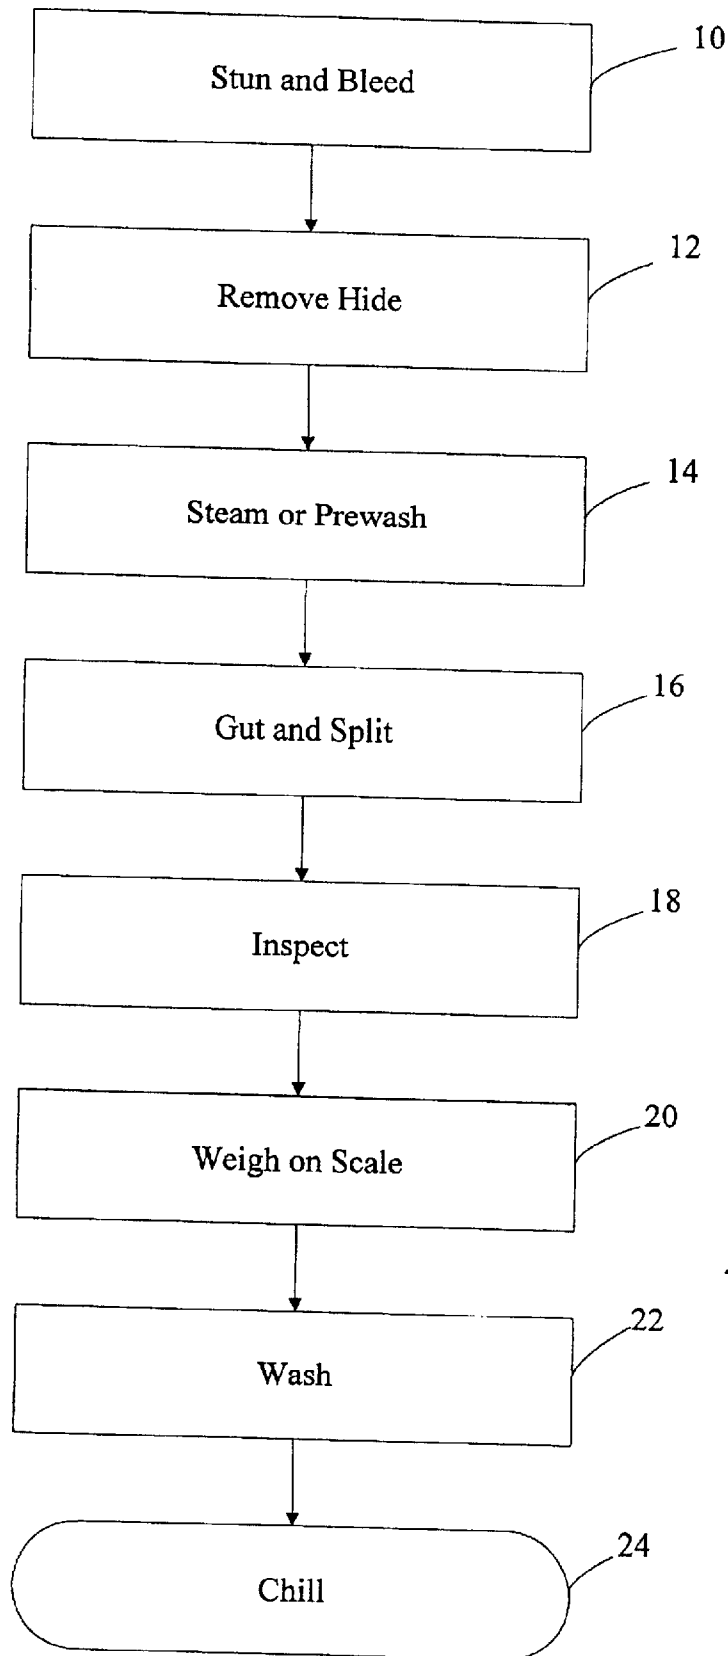 Stun and Bleed
10
Remove Hide
12
Steam or Prewash
14
Gut and Split
16
Inspect
18
Weigh on Scale
20
Wash
22
Chill
24